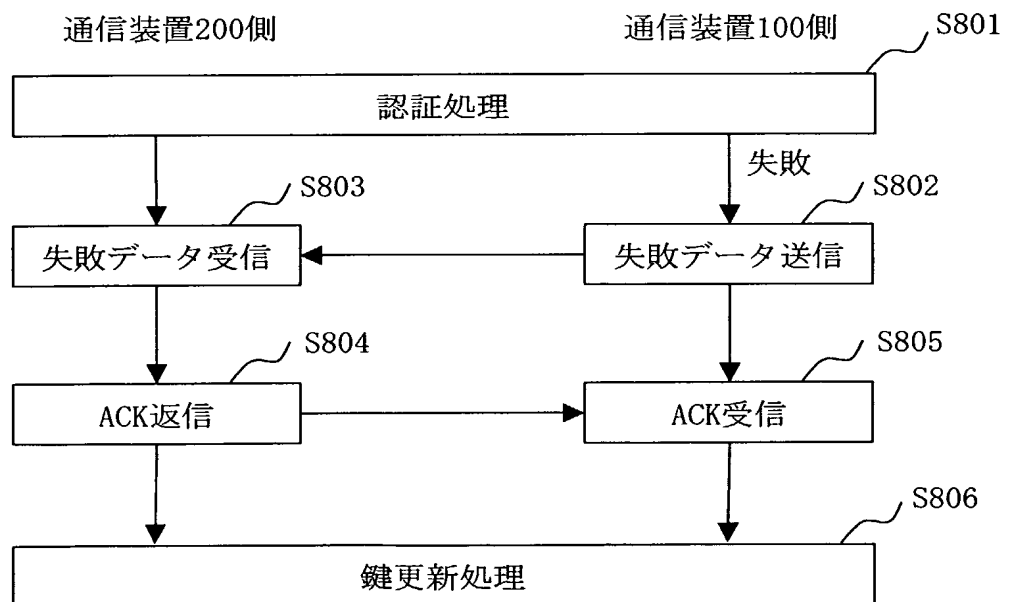 通信装置200側
通信装置100側
S801
認証処理
失敗
S803
S802
失敗データ受信
失敗データ送信
S804
S805
ACK返信
ACK受信
S806
鍵更新処理